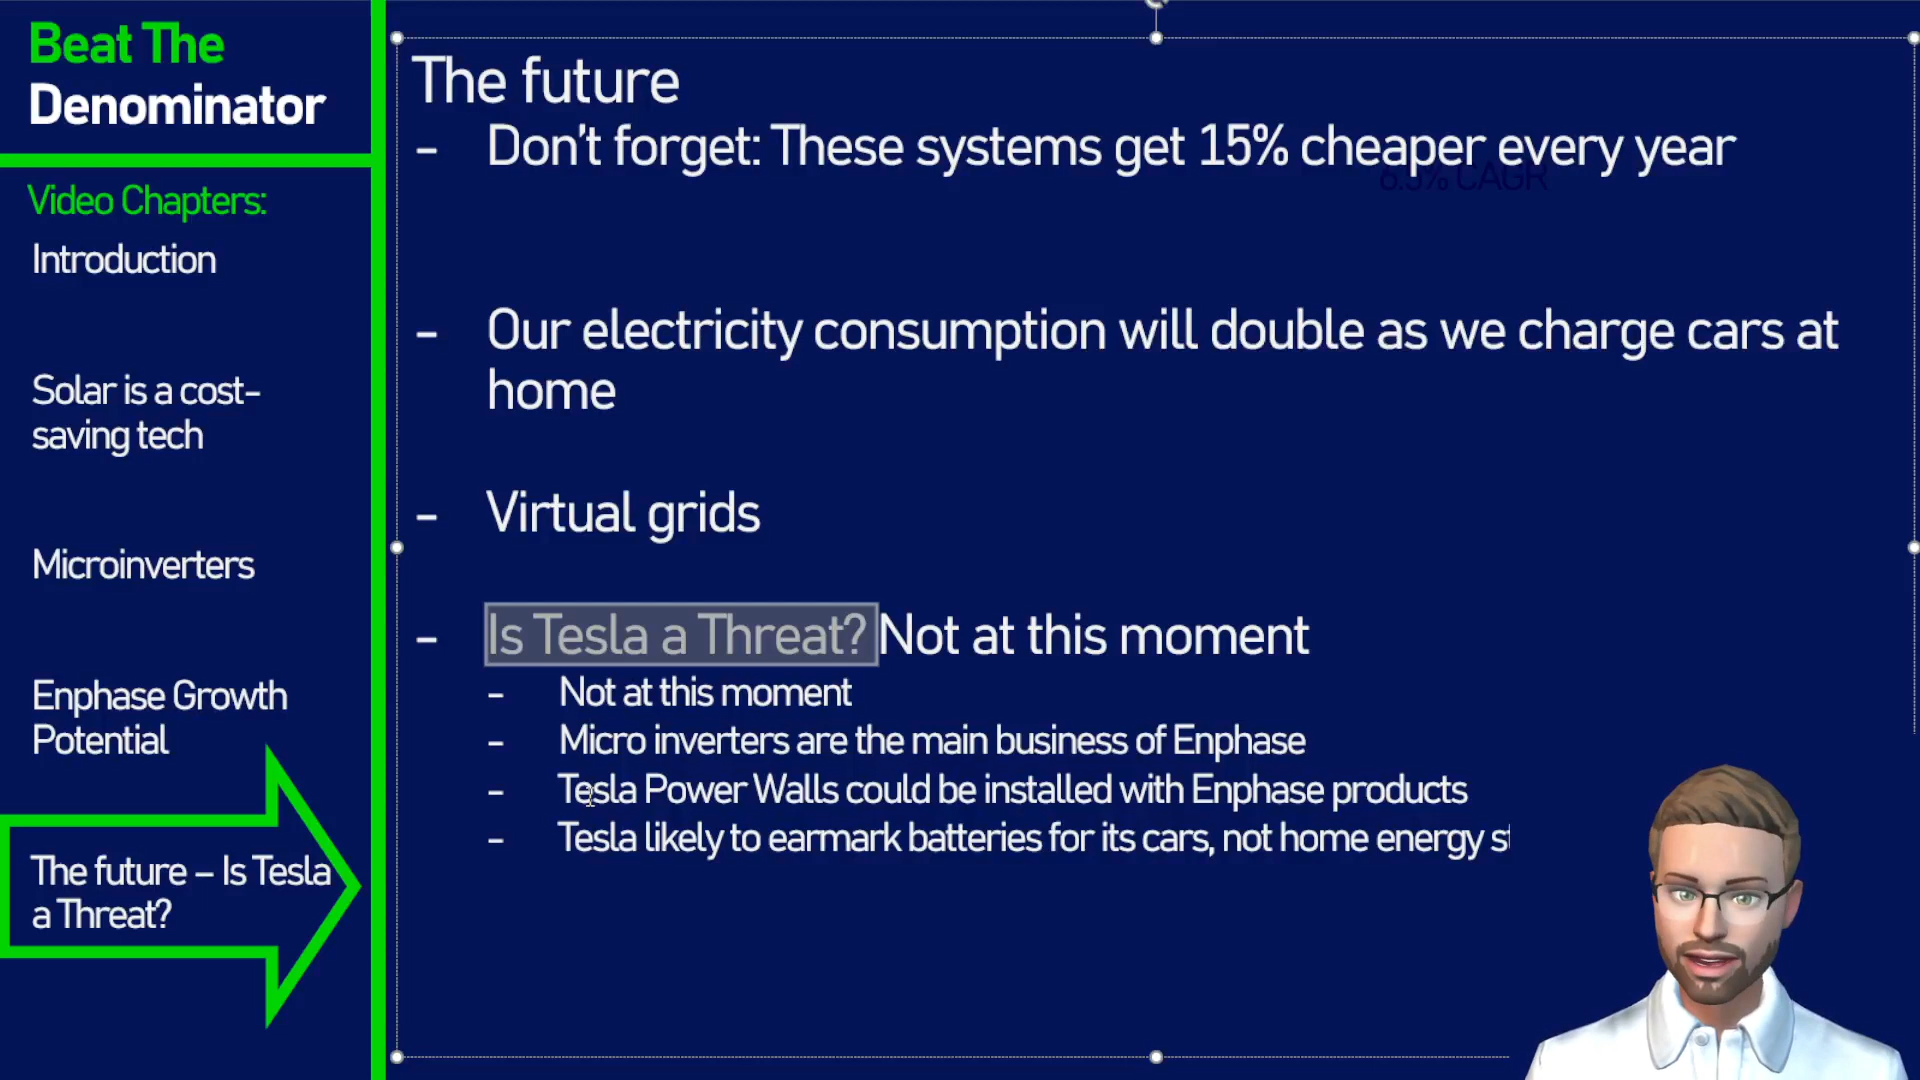 Beat The
Denominator
Video Chapters:
Introduction
Solar is a cost-
saving tech
Microinverters
Enphase Growth
Potential
The future – Is Tesla
a Threat?
The future
- Don't forget: These systems get 15% cheaper every year
6.3% CAGR
- Our electricity consumption will double as we charge cars at
home
- Virtual grids
- Is Tesla a Threat? Not at this moment
- Not at this moment
- Micro inverters are the main business of Enphase
- Tesla Power Walls could be installed with Enphase products
- Tesla likely to earmark batteries for its cars, not home energy st